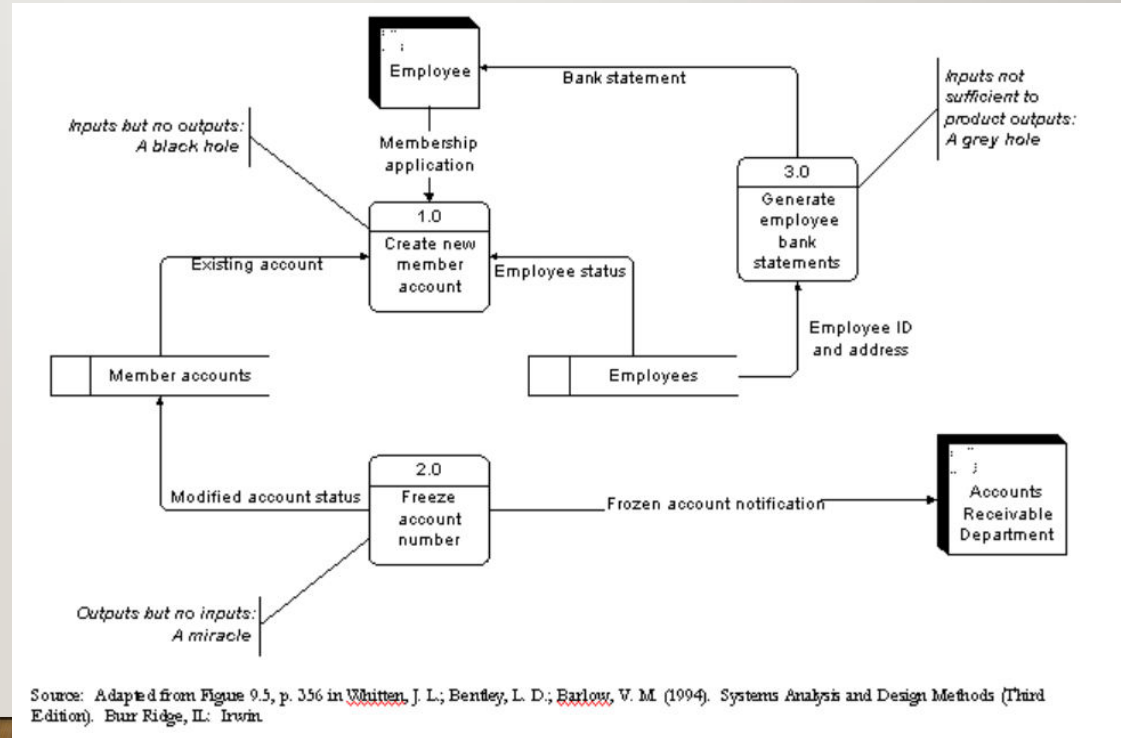 Employee
Bank statement
Inputs not
sufficient to
product outputs:
A grey hole
Inputs but no outputs:
A black hole
Membership
application
3.0
Generate
employee
bank
statements
1.0
Create new
member
account
Existing account
Employee status
Employee ID
and address
Member accounts
Employees
2.0
Freeze
account
number
Modified account status
Frozen account notification
Accounts
Receivable
Department
Outputs but no inputs:
A miracle
Source: Adapted from Figure 9.5, p. 356 in Whitten, J. L.; Bentley, L. D.; Barlow, V. M. (1994). Systems Analysis and Design Methods (Third
Edition). Burr Ridge, IL: Irwin.